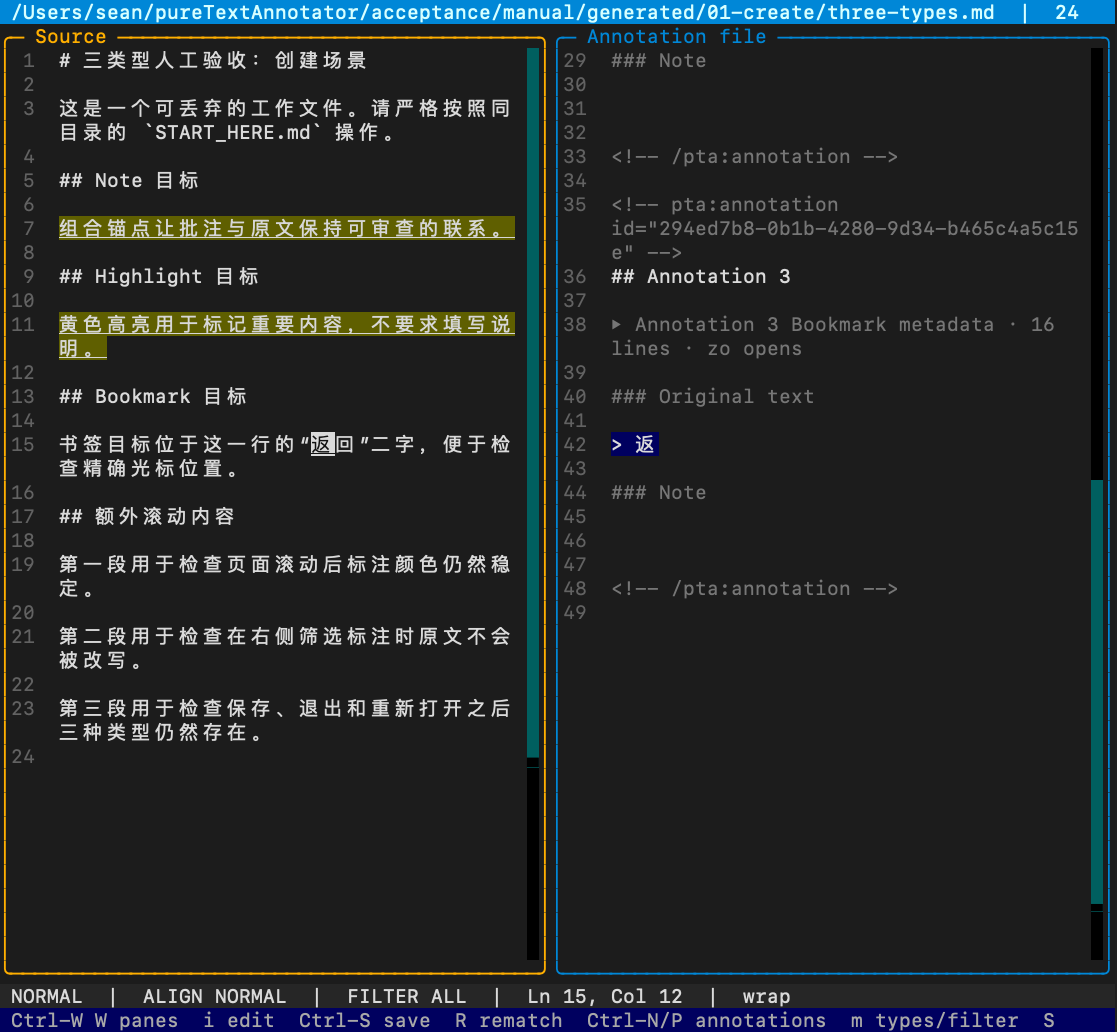 /Users/sean/pureTextAnnotator/acceptance/manual/generated/01-create/three-types.md | 24
Source
1 # 三类型人工验收：创建场景
2
3 这是一个可丢弃的工作文件。请严格按照同
目录的 `START_HERE.md` 操作。
4
5 ## Note 目标
6
7 组合锚点让批注与原文保持可审查的联系。
8
9 ## Highlight 目标
10
11 黄色高亮用于标记重要内容，不要求填写说
明。
12
13 ## Bookmark 目标
14
15 书签目标位于这一行的“返回”二字，便于检
查精确光标位置。
16
17 ## 额外滚动内容
18
19 第一段用于检查页面滚动后标注颜色仍然稳
定。
20
21 第二段用于检查在右侧筛选标注时原文不会
被改写。
22
23 第三段用于检查保存、退出和重新打开之后
三种类型仍然存在。
24
Annotation file
29 ### Note
30
31
32
33 <!-- /pta:annotation -->
34
35 <!-- pta:annotation
id="294ed7b8-0b1b-4280-9d34-b465c4a5c15
e" -->
36 ## Annotation 3
37
38 ▶ Annotation 3 Bookmark metadata · 16
lines · zo opens
39
40 ### Original text
41
42 > 返
43
44 ### Note
45
46
47
48 <!-- /pta:annotation -->
49
NORMAL | ALIGN NORMAL | FILTER ALL | Ln 15, Col 12 | wrap
Ctrl-W W panes i edit Ctrl-S save R rematch Ctrl-N/P annotations m types/filter S